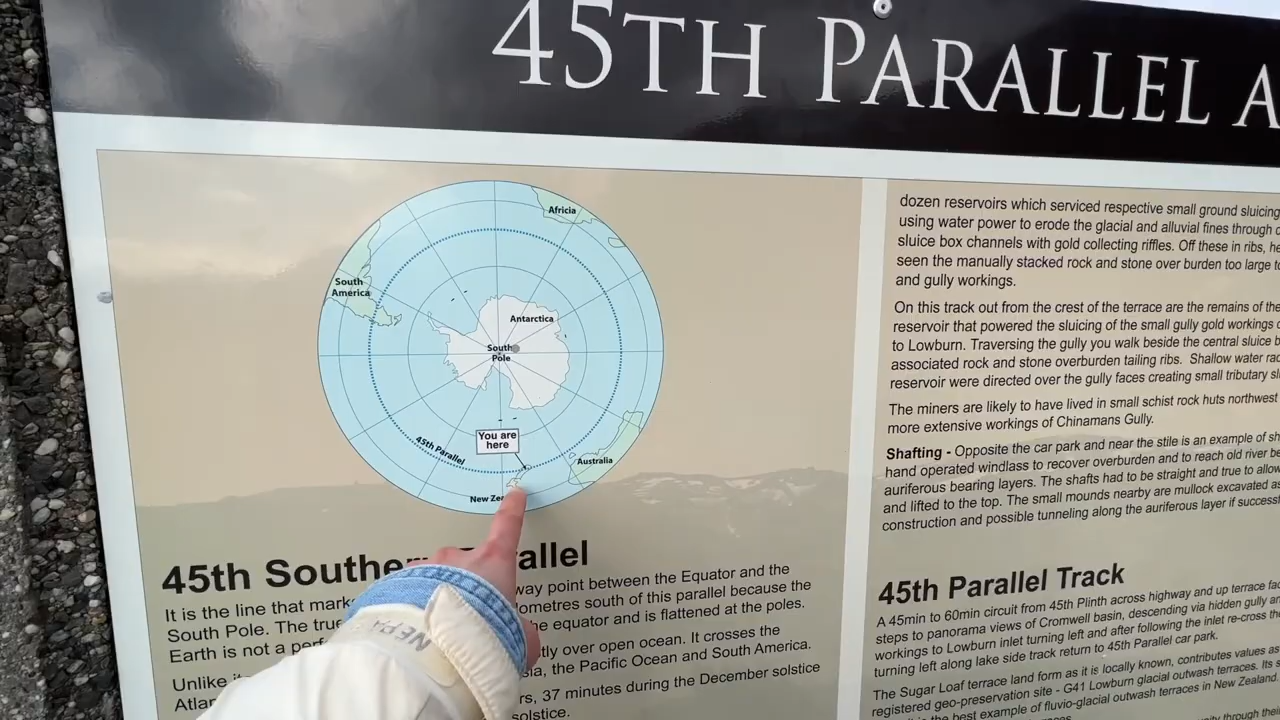 45TH PARALLEL A
Africia
South
America
Antarctica
South
Pole
You are
here
45th Parallel
Australia
New Ze
45th Southern Parallel
It is the line that mark way point between the Equator and the
South Pole. The true lometres south of this parallel because the
Earth is not a perf he equator and is flattened at the poles.
Unlike tly over open ocean. It crosses the
Atlan sia, the Pacific Ocean and South America.
rs, 37 minutes during the December solstice
solstice.
NEPA
dozen reservoirs which serviced respective small ground sluicing
using water power to erode the glacial and alluvial fines through
sluice box channels with gold collecting riffles. Off these in ribs,
seen the manually stacked rock and stone over burden too large
and gully workings.
On this track out from the crest of the terrace are the remains of the
reservoir that powered the sluicing of the small gully gold workings
to Lowburn. Traversing the gully you walk beside the central sluice
associated rock and stone overburden tailing ribs. Shallow water
reservoir were directed over the gully faces creating small tributary
The miners are likely to have lived in small schist rock huts northwest
more extensive workings of Chinamans Gully.
Shafting - Opposite the car park and near the stile is an example of
hand operated windlass to recover overburden and to reach old river
auriferous bearing layers. The shafts had to be straight and true to allow
and lifted to the top. The small mounds nearby are mullock excavated
construction and possible tunneling along the auriferous layer if
45th Parallel Track
A 45min to 60min circuit from 45th Plinth across highway and up terrace
steps to panorama views of Cromwell basin, descending via hidden gully
workings to Lowburn inlet turning left and after following the inlet re-cross
turning left along lake side track return to 45th Parallel car park.
The Sugar Loaf terrace land form as it is locally known, contributes values
registered geo-preservation site - G41 Lowburn glacial outwash terraces. Its
the best example of fluvio-glacial outwash terraces in New Zealand.